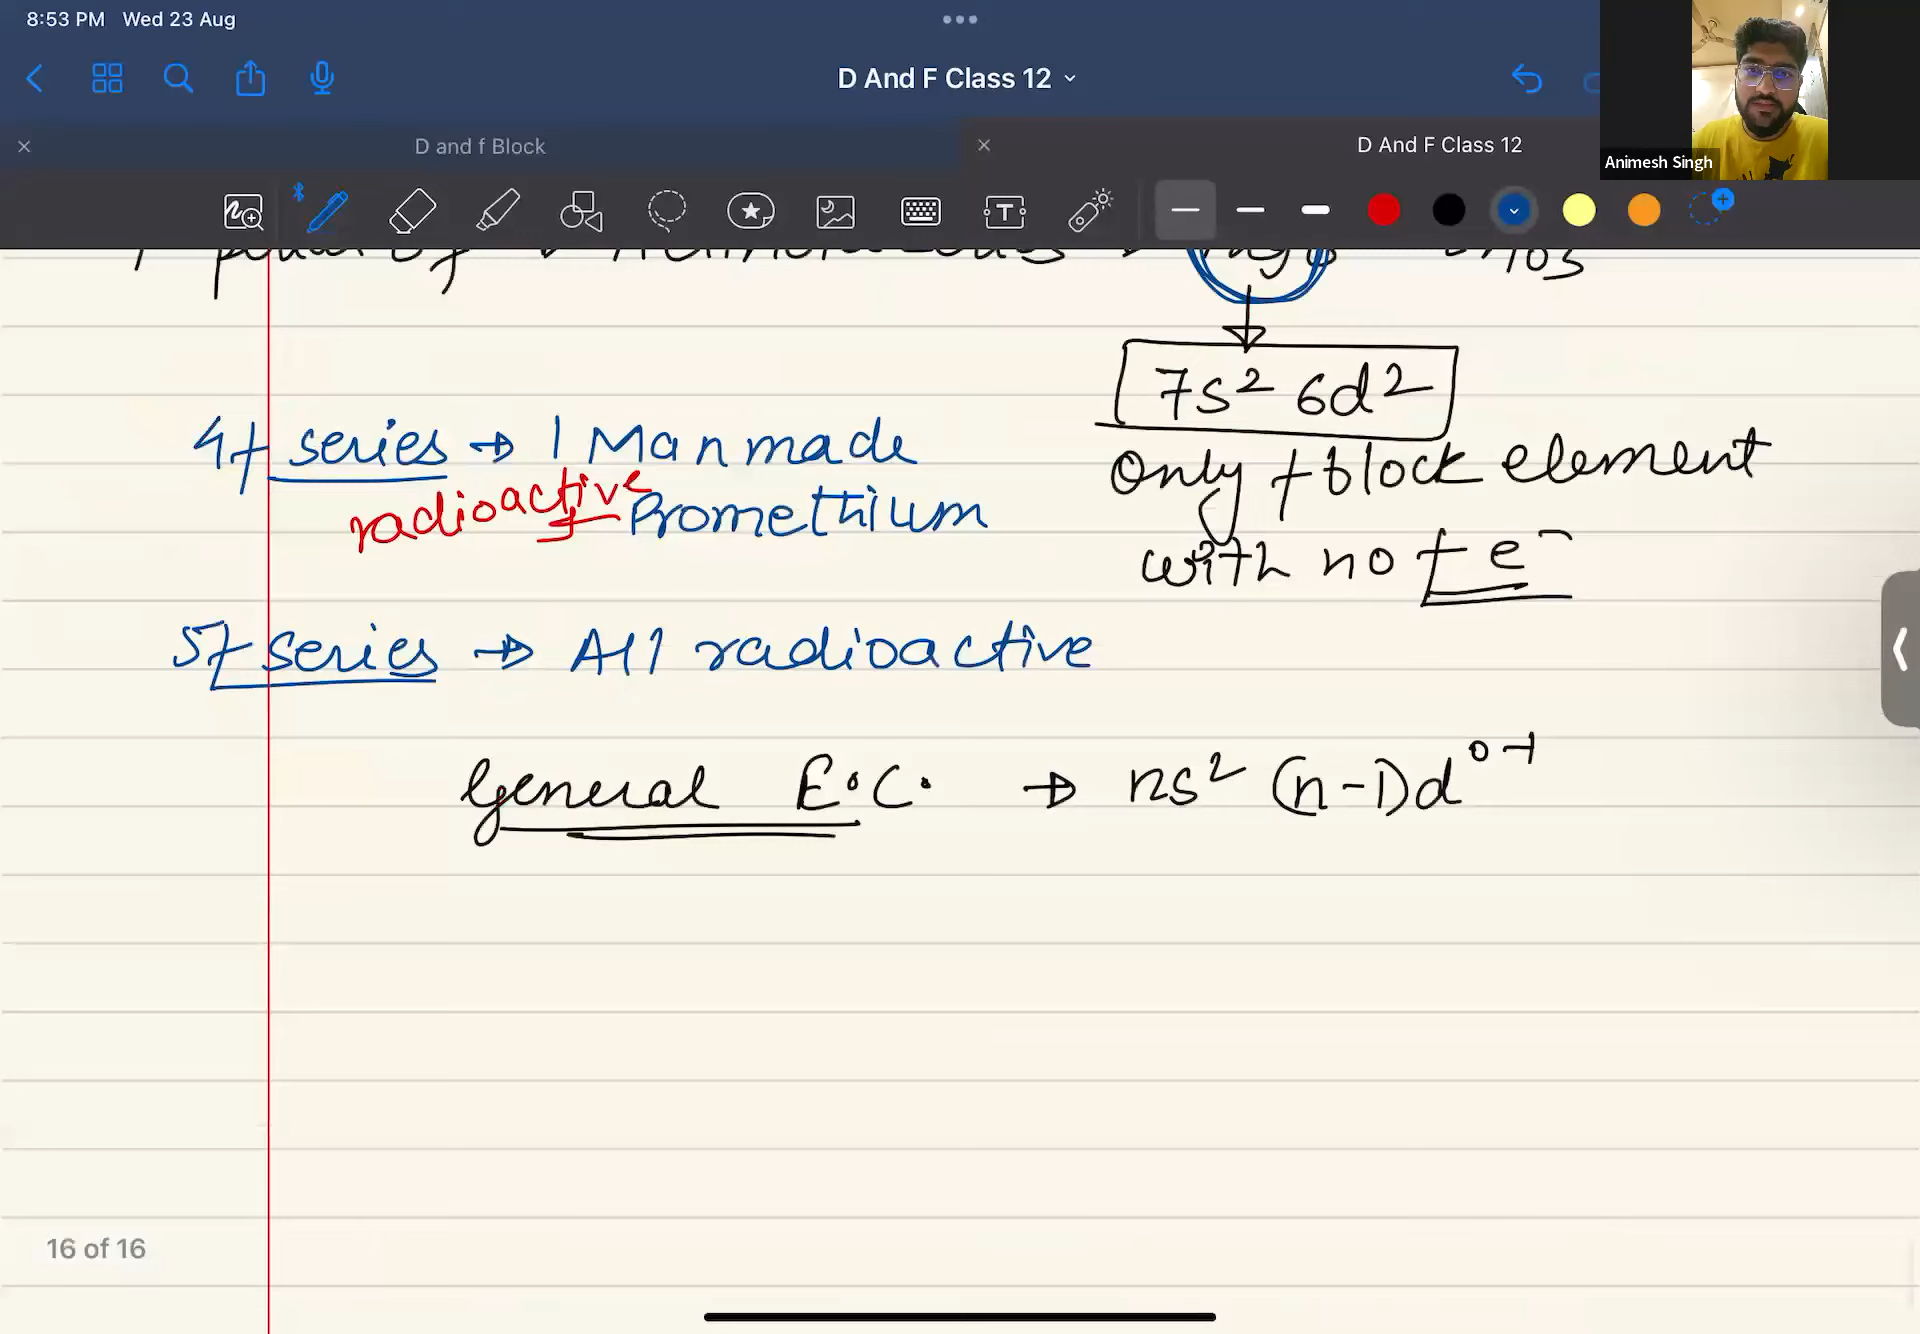 8:53 PM Wed 23 Aug
D And F Class 12
D and f Block
D And F Class 12
Animesh Singh
7s² 6d²
4f series → 1 Manmade
radioactive ← Promethium
Only f block element
with no f e⁻
5f series → All radioactive
General E.C. → ns² (n-1)d⁰⁻¹
16 of 16